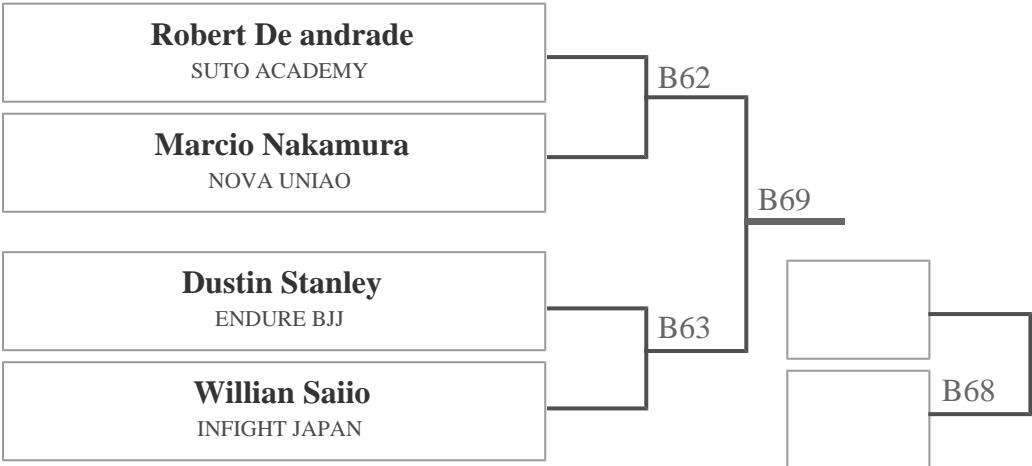 Robert De andrade
SUTO ACADEMY
B62
Marcio Nakamura
NOVA UNIAO
B69
Dustin Stanley
ENDURE BJJ
B63
Willian Saiio
INFIGHT JAPAN
B68